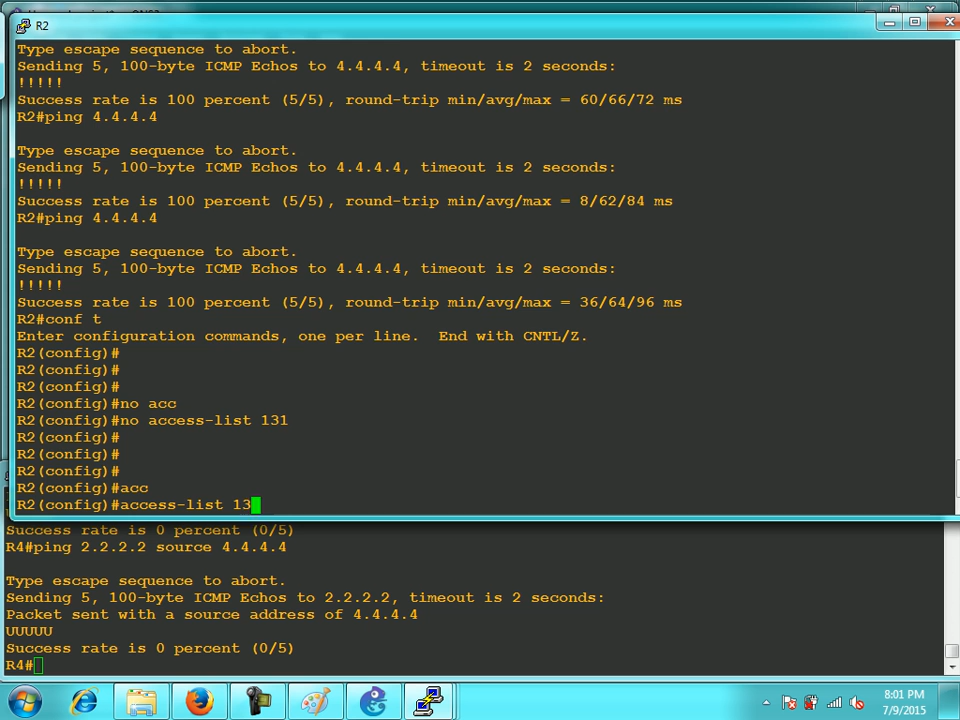 R2
Type escape sequence to abort.
Sending 5, 100-byte ICMP Echos to 4.4.4.4, timeout is 2 seconds:
!!!!!
Success rate is 100 percent (5/5), round-trip min/avg/max = 60/66/72 ms
R2#ping 4.4.4.4
Type escape sequence to abort.
Sending 5, 100-byte ICMP Echos to 4.4.4.4, timeout is 2 seconds:
!!!!!
Success rate is 100 percent (5/5), round-trip min/avg/max = 8/62/84 ms
R2#ping 4.4.4.4
Type escape sequence to abort.
Sending 5, 100-byte ICMP Echos to 4.4.4.4, timeout is 2 seconds:
!!!!!
Success rate is 100 percent (5/5), round-trip min/avg/max = 36/64/96 ms
R2#conf t
Enter configuration commands, one per line.  End with CNTL/Z.
R2(config)#
R2(config)#
R2(config)#
R2(config)#no acc
R2(config)#no access-list 131
R2(config)#
R2(config)#
R2(config)#
R2(config)#acc
R2(config)#access-list 13
Success rate is 0 percent (0/5)
R4#ping 2.2.2.2 source 4.4.4.4
Type escape sequence to abort.
Sending 5, 100-byte ICMP Echos to 2.2.2.2, timeout is 2 seconds:
Packet sent with a source address of 4.4.4.4
UUUUU
Success rate is 0 percent (0/5)
R4#
8:01 PM
7/9/2015